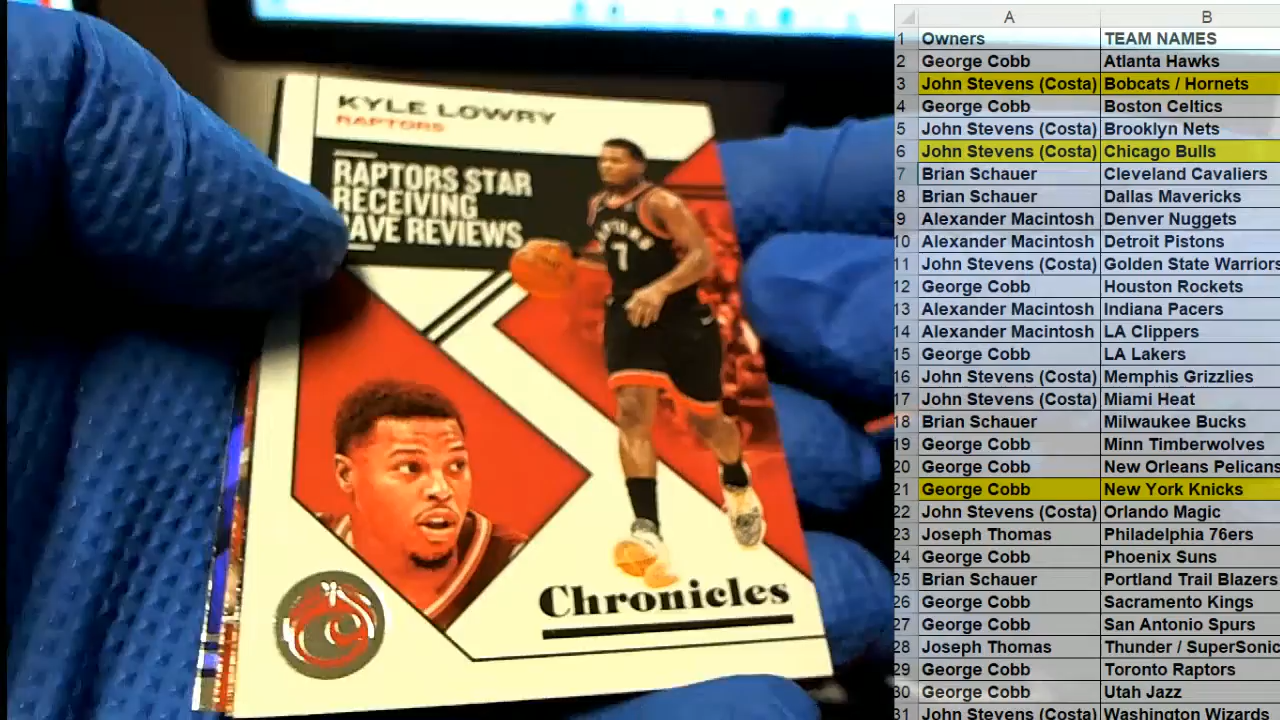 KYLE LOWRY
RAPTORS
RAPTORS STAR
RECEIVING
REVIEWS
RAPTORS
7
Chronicles
A B
1 Owners TEAM NAMES
2 George Cobb Atlanta Hawks
3 John Stevens (Costa) Bobcats / Hornets
4 George Cobb Boston Celtics
5 John Stevens (Costa) Brooklyn Nets
6 John Stevens (Costa) Chicago Bulls
7 Brian Schauer Cleveland Cavaliers
8 Brian Schauer Dallas Mavericks
9 Alexander Macintosh Denver Nuggets
10 Alexander Macintosh Detroit Pistons
11 John Stevens (Costa) Golden State Warriors
12 George Cobb Houston Rockets
13 Alexander Macintosh Indiana Pacers
14 Alexander Macintosh LA Clippers
15 George Cobb LA Lakers
16 John Stevens (Costa) Memphis Grizzlies
17 John Stevens (Costa) Miami Heat
18 Brian Schauer Milwaukee Bucks
19 George Cobb Minn Timberwolves
20 George Cobb New Orleans Pelicans
21 George Cobb New York Knicks
22 John Stevens (Costa) Orlando Magic
23 Joseph Thomas Philadelphia 76ers
24 George Cobb Phoenix Suns
25 Brian Schauer Portland Trail Blazers
26 George Cobb Sacramento Kings
27 George Cobb San Antonio Spurs
28 Joseph Thomas Thunder / SuperSonic
29 George Cobb Toronto Raptors
30 George Cobb Utah Jazz
31 John Stevens (Costa) Washington Wizards